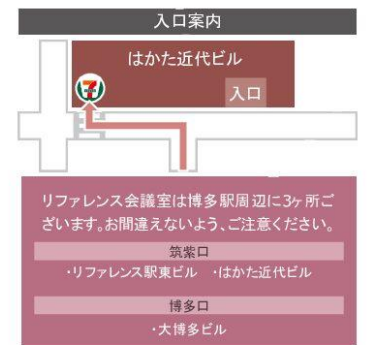 入口案内
はかた近代ビル
7
入口
リファレンス会議室は博多駅周辺に3ヶ所ご
ざいます。お間違えないよう、ご注意ください。
筑紫口
・リファレンス駅東ビル ・はかた近代ビル
博多口
・大博多ビル